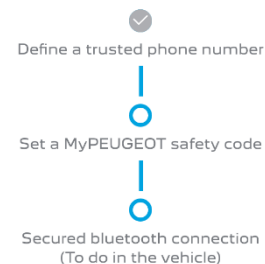 Define a trusted phone number
Set a MyPEUGEOT safety code
Secured bluetooth connection
(To do in the vehicle)